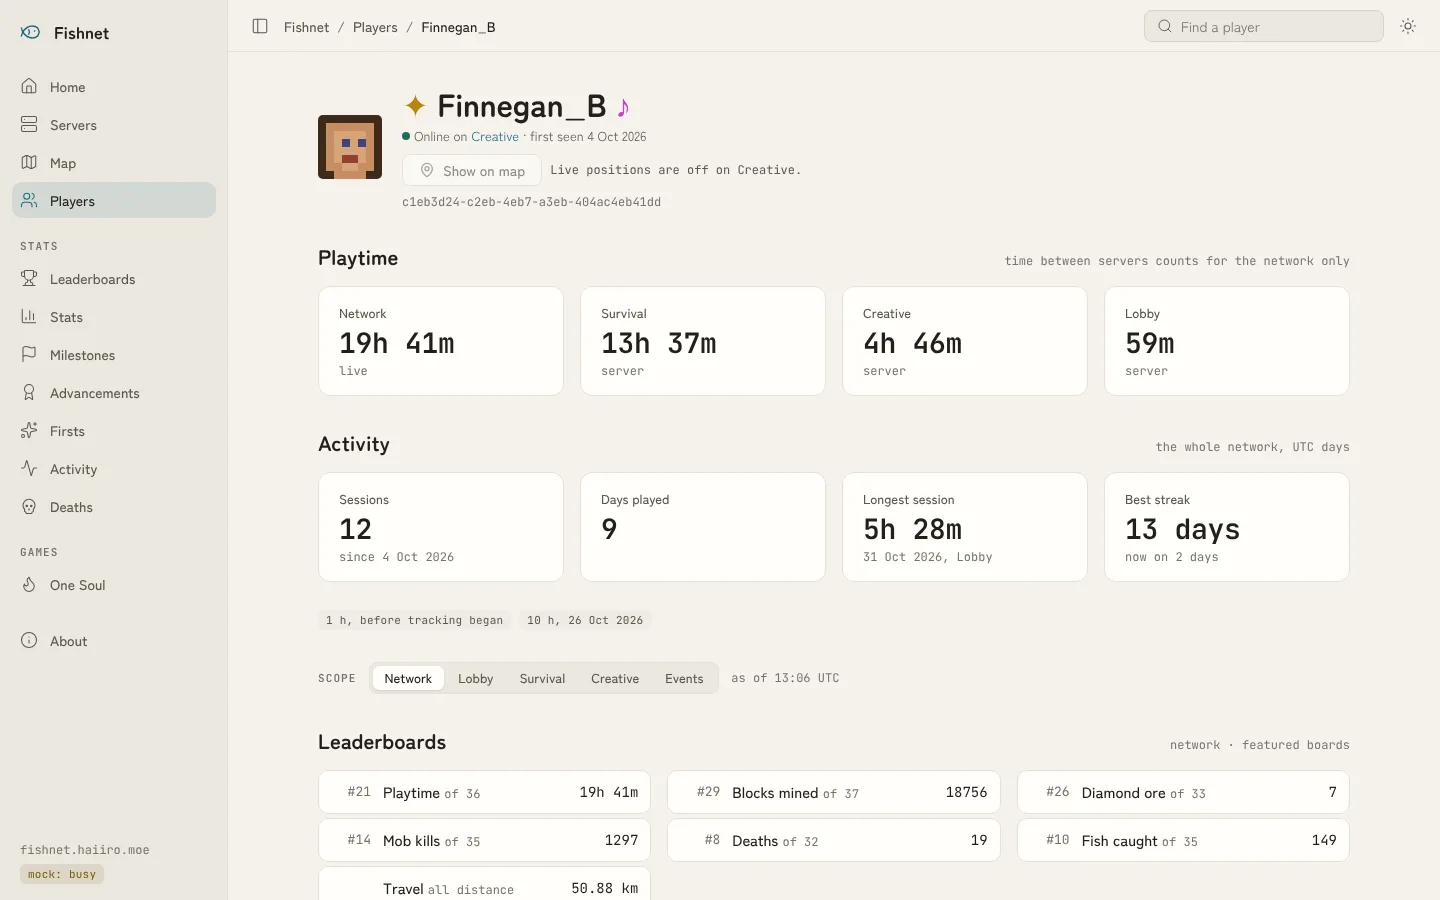 Fishnet
Home
Servers
Map
Players
STATS
Leaderboards
Stats
Milestones
Advancements
Firsts
Activity
Deaths
GAMES
One Soul
About
fishnet.haiiro.moe
mock: busy
Fishnet / Players / Finnegan_B
Find a player
✦ Finnegan_B ♪
Online on Creative · first seen 4 Oct 2026
Show on map Live positions are off on Creative.
c1eb3d24-c2eb-4eb7-a3eb-404ac4eb41dd
Playtime
time between servers counts for the network only
Network
19h 41m
live
Survival
13h 37m
server
Creative
4h 46m
server
Lobby
59m
server
Activity
the whole network, UTC days
Sessions
12
since 4 Oct 2026
Days played
9
Longest session
5h 28m
31 Oct 2026, Lobby
Best streak
13 days
now on 2 days
1 h, before tracking began
10 h, 26 Oct 2026
SCOPE Network Lobby Survival Creative Events as of 13:06 UTC
Leaderboards
network · featured boards
#21 Playtime of 36 19h 41m
#29 Blocks mined of 37 18756
#26 Diamond ore of 33 7
#14 Mob kills of 35 1297
#8 Deaths of 32 19
#10 Fish caught of 35 149
Travel all distance 50.88 km